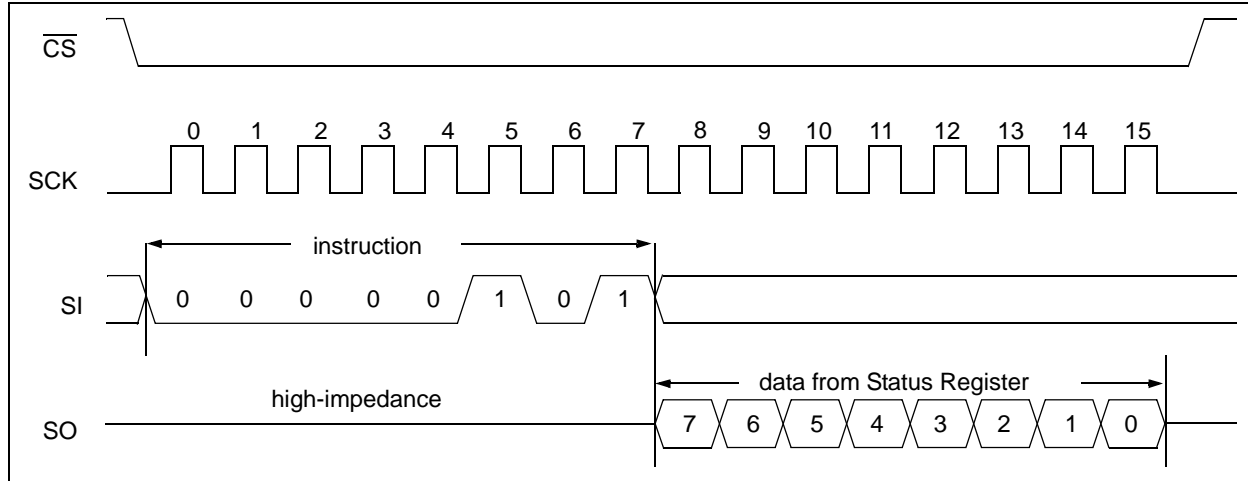 CS
0 1 2 3 4 5 6 7 8 9 10 11 12 13 14 15
SCK
instruction
SI 0 0 0 0 0 1 0 1
data from Status Register
high-impedance
SO 7 6 5 4 3 2 1 0